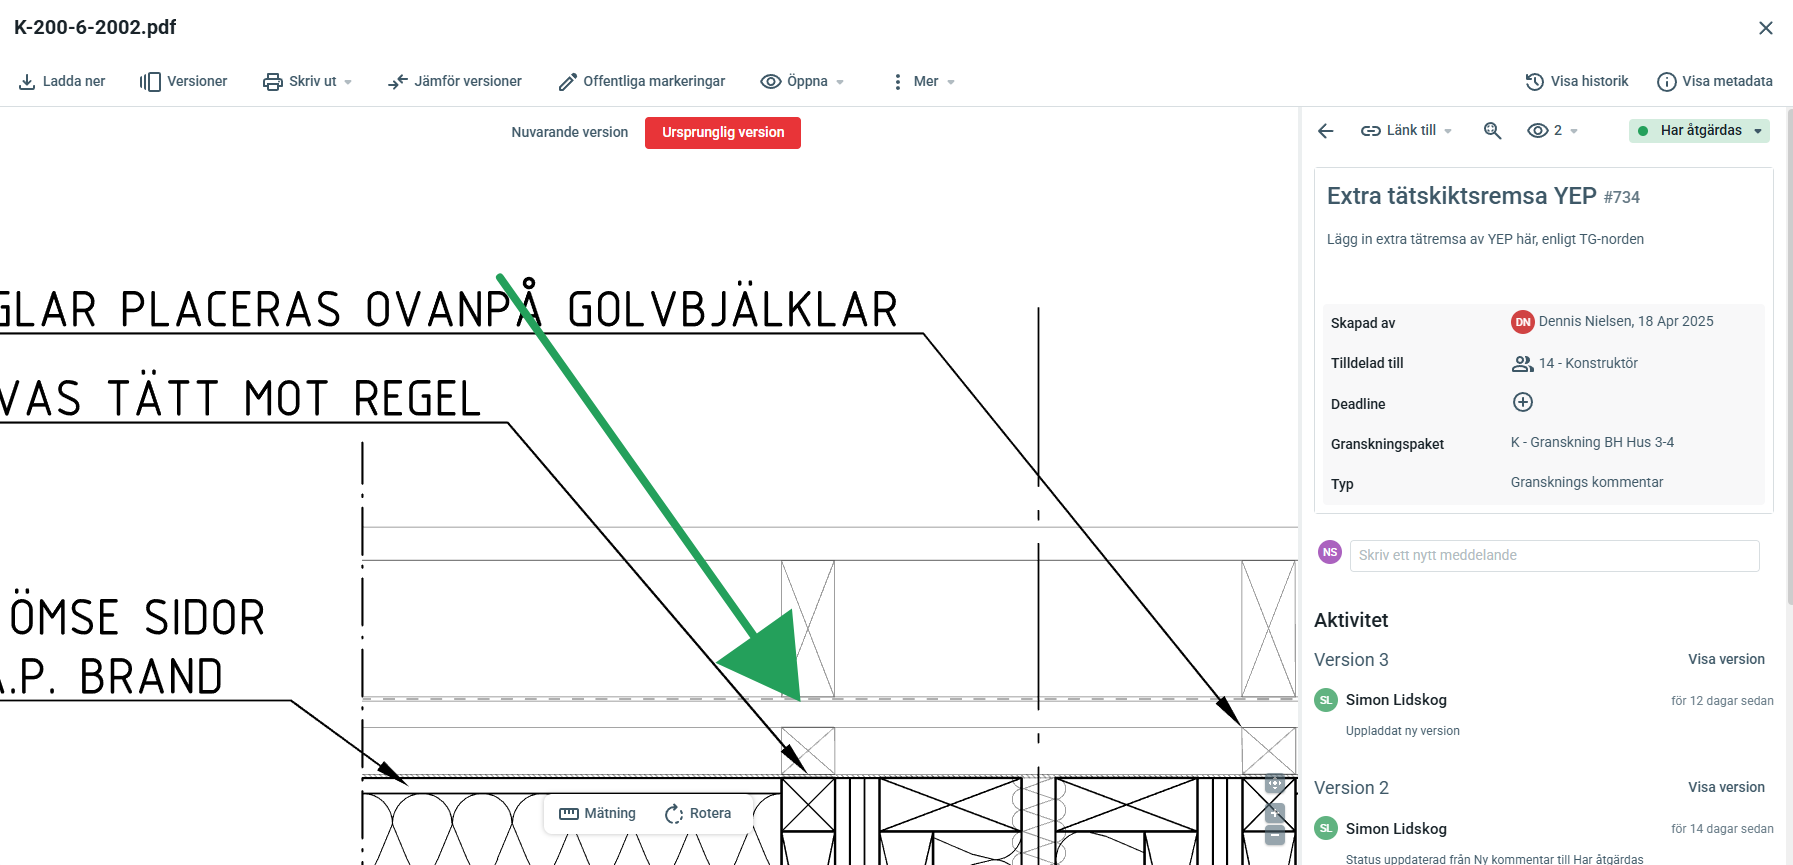 K-200-6-2002.pdf
Ladda ner
Versioner
Skriv ut
Jämför versioner
Offentliga markeringar
Öppna
Mer
Visa historik
Visa metadata
Nuvarande version
Ursprunglig version
Länk till
2
Har åtgärdas
GLAR PLACERAS OVANPÅ GOLVBJÄLKLAR
VAS TÄTT MOT REGEL
ÖMSE SIDOR
A.P. BRAND
Mätning
Rotera
Extra tätskiktsremsa YEP #734
Lägg in extra tätremsa av YEP här, enligt TG-norden
Skapad av
DN Dennis Nielsen, 18 Apr 2025
Tilldelad till
14 - Konstruktör
Deadline
Granskningspaket
K - Granskning BH Hus 3-4
Typ
Gransknings kommentar
NS
Skriv ett nytt meddelande
Aktivitet
Version 3
Visa version
SL Simon Lidskog
för 12 dagar sedan
Uppladdat ny version
Version 2
Visa version
SL Simon Lidskog
för 14 dagar sedan
Status uppdaterad från Ny kommentar till Har åtgärdas